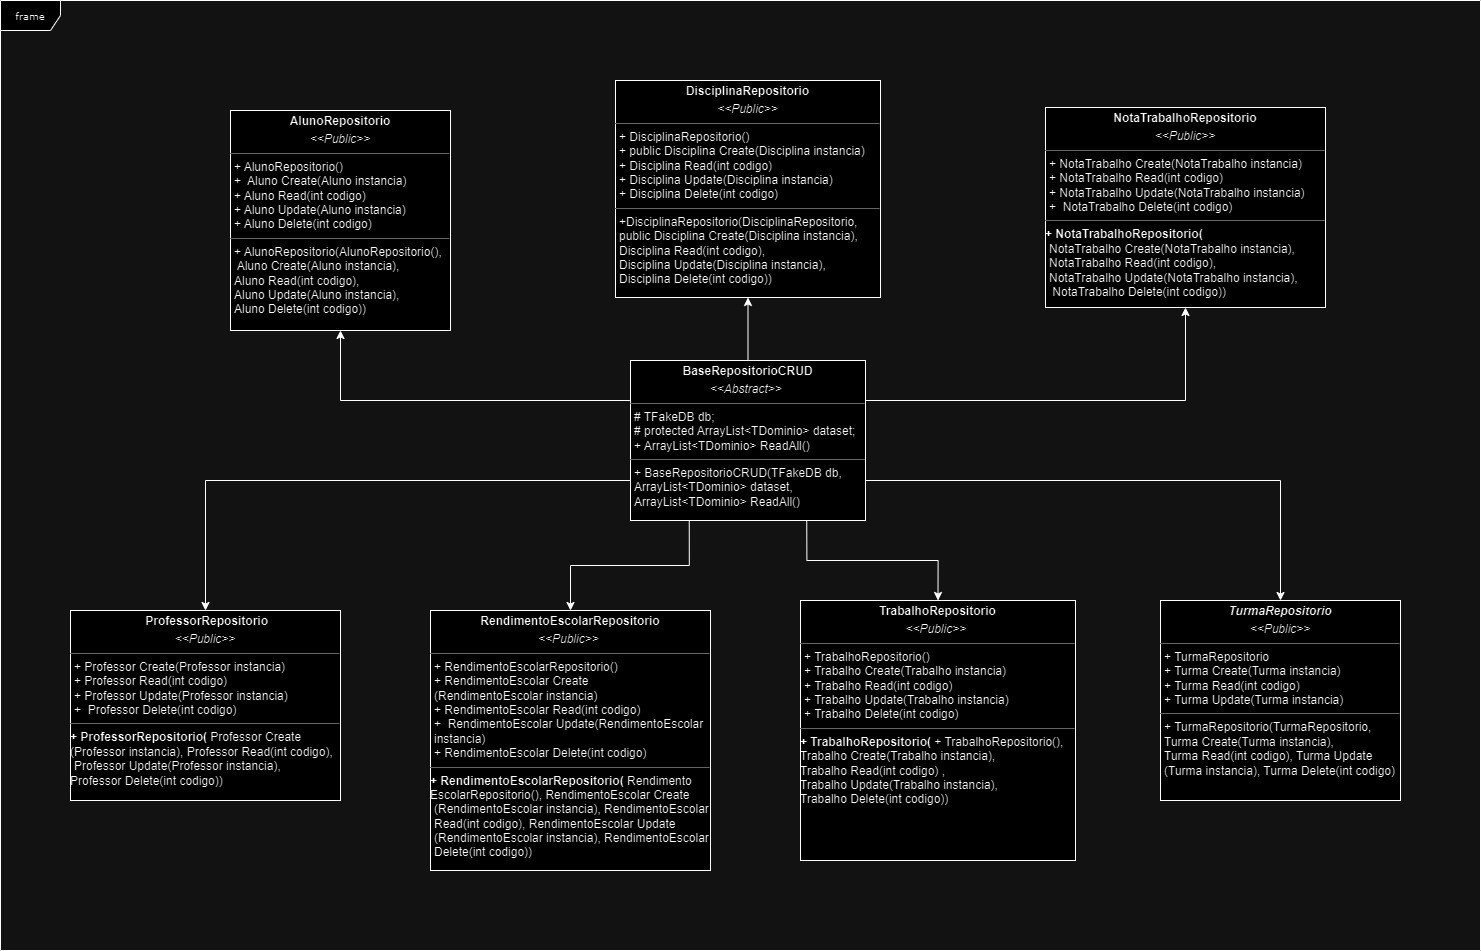 frame
AlunoRepositorio
<<Public>>
+ AlunoRepositorio()
+  Aluno Create(Aluno instancia)
+ Aluno Read(int codigo)
+ Aluno Update(Aluno instancia)
+ Aluno Delete(int codigo)
+ AlunoRepositorio(AlunoRepositorio(),
Aluno Create(Aluno instancia),
Aluno Read(int codigo),
Aluno Update(Aluno instancia),
Aluno Delete(int codigo))
DisciplinaRepositorio
<<Public>>
+ DisciplinaRepositorio()
+ public Disciplina Create(Disciplina instancia)
+ Disciplina Read(int codigo)
+ Disciplina Update(Disciplina instancia)
+ Disciplina Delete(int codigo)
+DisciplinaRepositorio(DisciplinaRepositorio,
public Disciplina Create(Disciplina instancia),
Disciplina Read(int codigo),
Disciplina Update(Disciplina instancia),
Disciplina Delete(int codigo))
NotaTrabalhoRepositorio
<<Public>>
+ NotaTrabalho Create(NotaTrabalho instancia)
+ NotaTrabalho Read(int codigo)
+ NotaTrabalho Update(NotaTrabalho instancia)
+  NotaTrabalho Delete(int codigo)
+ NotaTrabalhoRepositorio(
NotaTrabalho Create(NotaTrabalho instancia),
NotaTrabalho Read(int codigo),
NotaTrabalho Update(NotaTrabalho instancia),
NotaTrabalho Delete(int codigo))
BaseRepositorioCRUD
<<Abstract>>
# TFakeDB db;
# protected ArrayList<TDominio> dataset;
+ ArrayList<TDominio> ReadAll()
+ BaseRepositorioCRUD(TFakeDB db,
ArrayList<TDominio> dataset,
ArrayList<TDominio> ReadAll()
ProfessorRepositorio
<<Public>>
+ Professor Create(Professor instancia)
+ Professor Read(int codigo)
+ Professor Update(Professor instancia)
+  Professor Delete(int codigo)
+ ProfessorRepositorio( Professor Create
(Professor instancia), Professor Read(int codigo),
Professor Update(Professor instancia),
Professor Delete(int codigo))
RendimentoEscolarRepositorio
<<Public>>
+ RendimentoEscolarRepositorio()
+ RendimentoEscolar Create
(RendimentoEscolar instancia)
+ RendimentoEscolar Read(int codigo)
+  RendimentoEscolar Update(RendimentoEscolar
instancia)
+ RendimentoEscolar Delete(int codigo)
+ RendimentoEscolarRepositorio( Rendimento
EscolarRepositorio(), RendimentoEscolar Create
(RendimentoEscolar instancia), RendimentoEscolar
Read(int codigo), RendimentoEscolar Update
(RendimentoEscolar instancia), RendimentoEscolar
Delete(int codigo))
TrabalhoRepositorio
<<Public>>
+ TrabalhoRepositorio()
+ Trabalho Create(Trabalho instancia)
+ Trabalho Read(int codigo)
+ Trabalho Update(Trabalho instancia)
+ Trabalho Delete(int codigo)
+ TrabalhoRepositorio( + TrabalhoRepositorio(),
Trabalho Create(Trabalho instancia),
Trabalho Read(int codigo) ,
Trabalho Update(Trabalho instancia),
Trabalho Delete(int codigo))
TurmaRepositorio
<<Public>>
+ TurmaRepositorio
+ Turma Create(Turma instancia)
+ Turma Read(int codigo)
+ Turma Update(Turma instancia)
+ TurmaRepositorio(TurmaRepositorio,
Turma Create(Turma instancia),
Turma Read(int codigo), Turma Update
(Turma instancia), Turma Delete(int codigo)